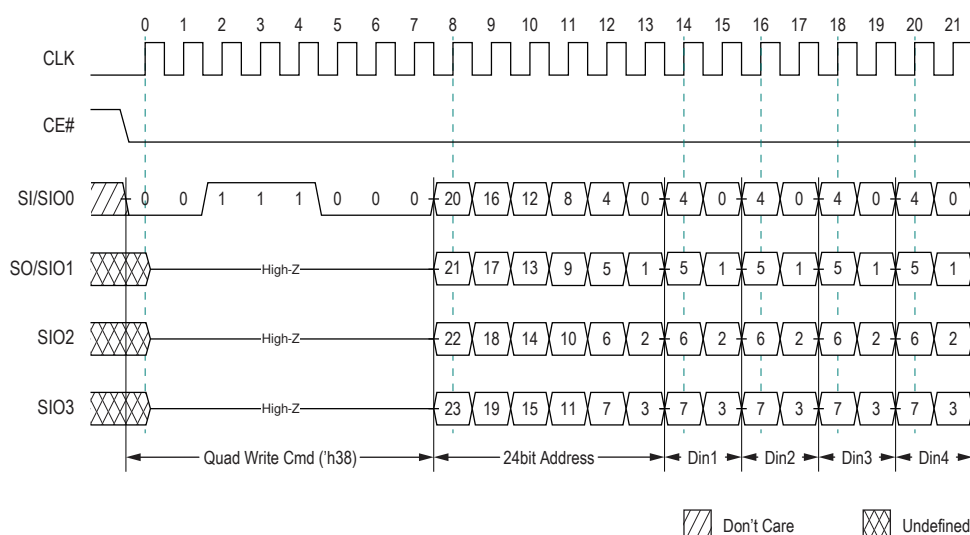 0 1 2 3 4 5 6 7 8 9 10 11 12 13 14 15 16 17 18 19 20 21
CLK
CE#
SI/SIO0 0 0 1 1 1 0 0 0 20 16 12 8 4 0 4 0 4 0 4 0 4 0
SO/SIO1 High-Z 21 17 13 9 5 1 5 1 5 1 5 1 5 1
SIO2 High-Z 22 18 14 10 6 2 6 2 6 2 6 2 6 2
SIO3 High-Z 23 19 15 11 7 3 7 3 7 3 7 3 7 3
Quad Write Cmd ('h38) 24bit Address Din1 Din2 Din3 Din4
Don't Care Undefined